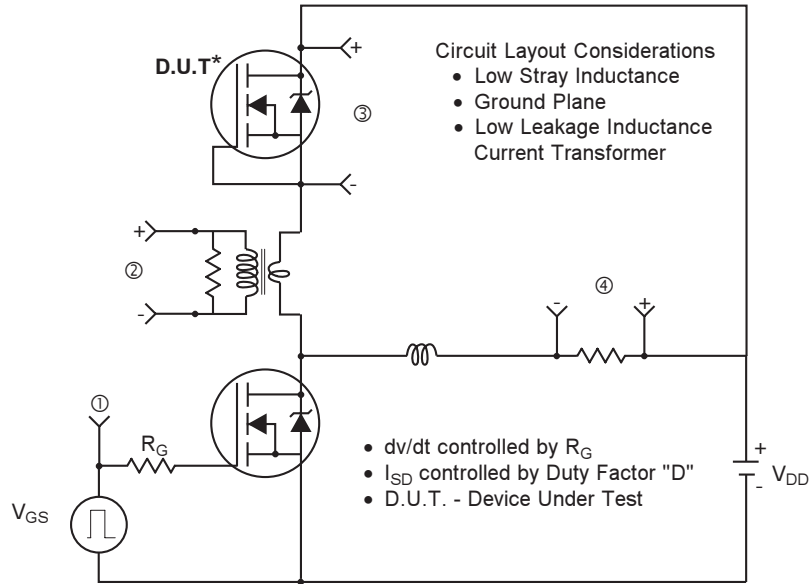 D.U.T*
+
③
-
Circuit Layout Considerations
• Low Stray Inductance
• Ground Plane
• Low Leakage Inductance
Current Transformer
+
②
-
④
-
+
①
RG
VGS
• dv/dt controlled by RG
• ISD controlled by Duty Factor "D"
• D.U.T. - Device Under Test
+
VDD
-